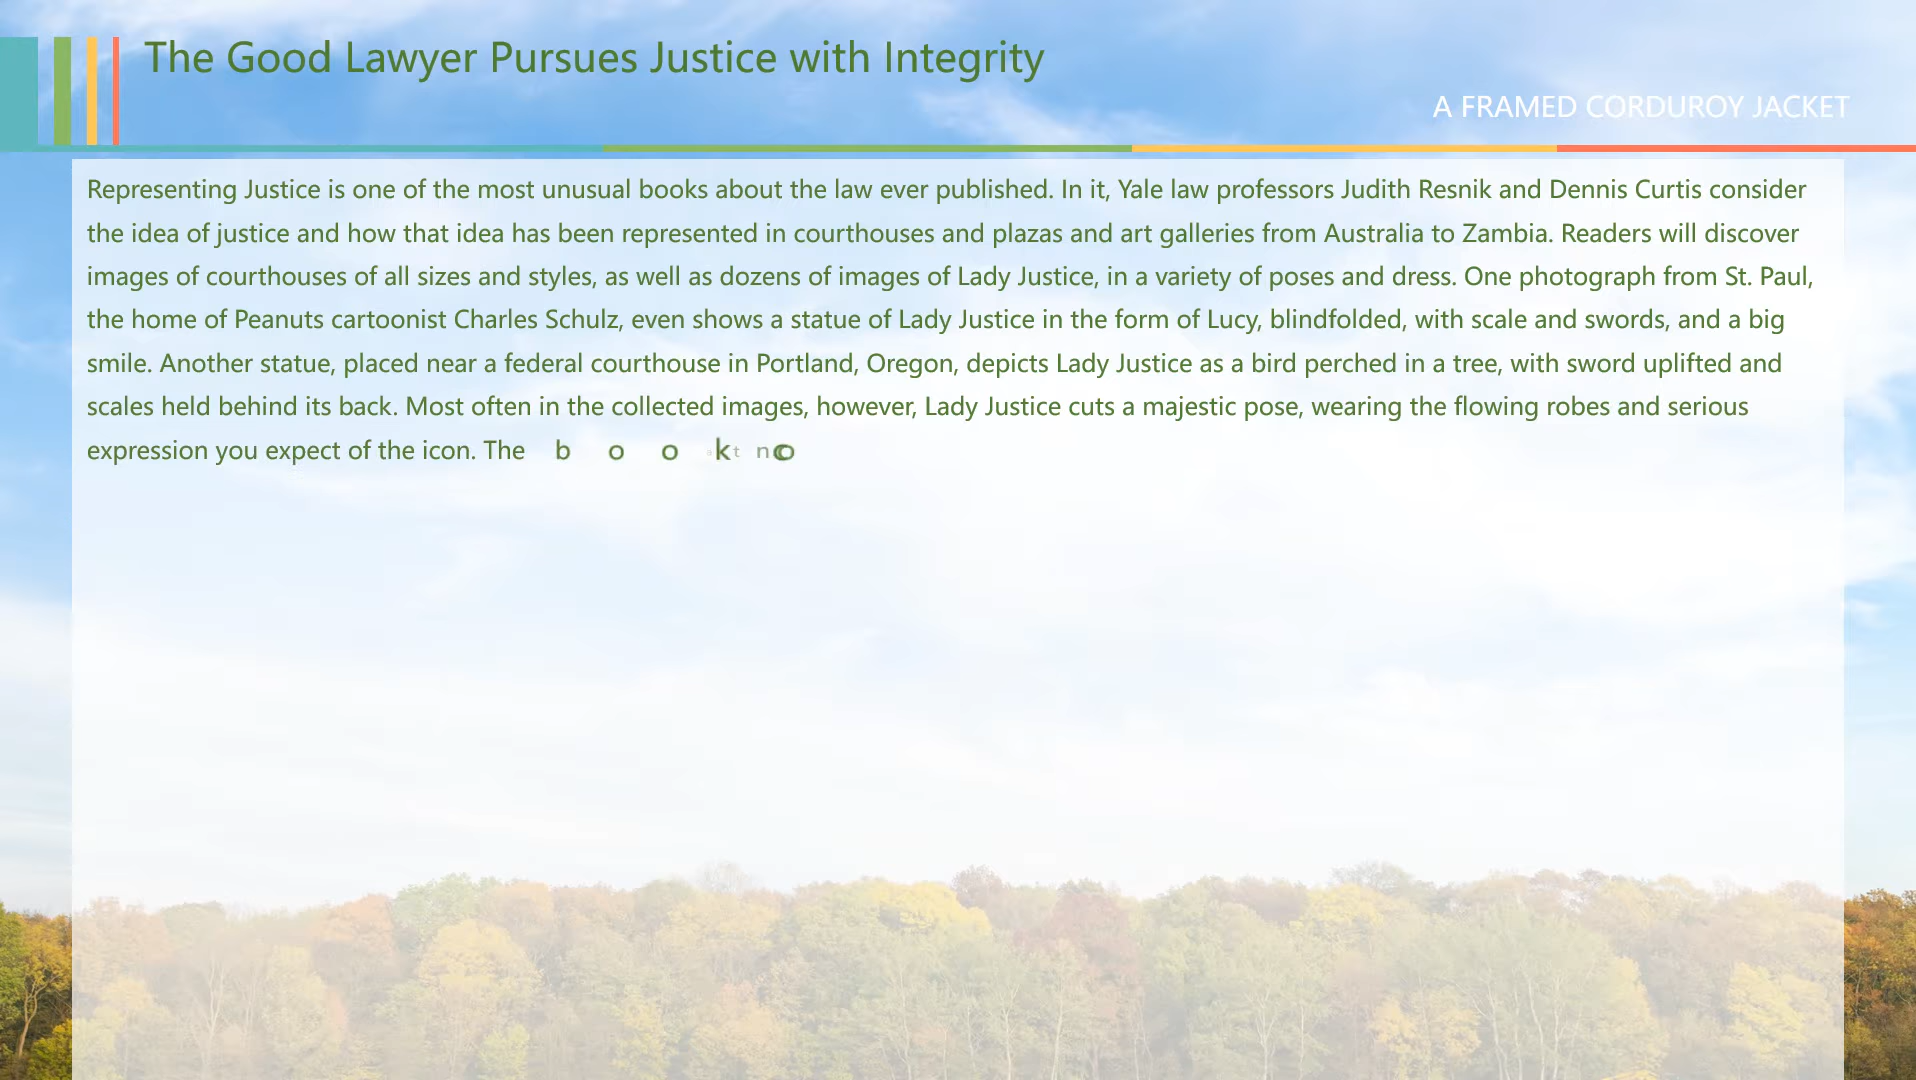 The Good Lawyer Pursues Justice with Integrity
A FRAMED CORDUROY JACKET
Representing Justice is one of the most unusual books about the law ever published. In it, Yale law professors Judith Resnik and Dennis Curtis consider
the idea of justice and how that idea has been represented in courthouses and plazas and art galleries from Australia to Zambia. Readers will discover
images of courthouses of all sizes and styles, as well as dozens of images of Lady Justice, in a variety of poses and dress. One photograph from St. Paul,
the home of Peanuts cartoonist Charles Schulz, even shows a statue of Lady Justice in the form of Lucy, blindfolded, with scale and swords, and a big
smile. Another statue, placed near a federal courthouse in Portland, Oregon, depicts Lady Justice as a bird perched in a tree, with sword uplifted and
scales held behind its back. Most often in the collected images, however, Lady Justice cuts a majestic pose, wearing the flowing robes and serious
expression you expect of the icon. The book